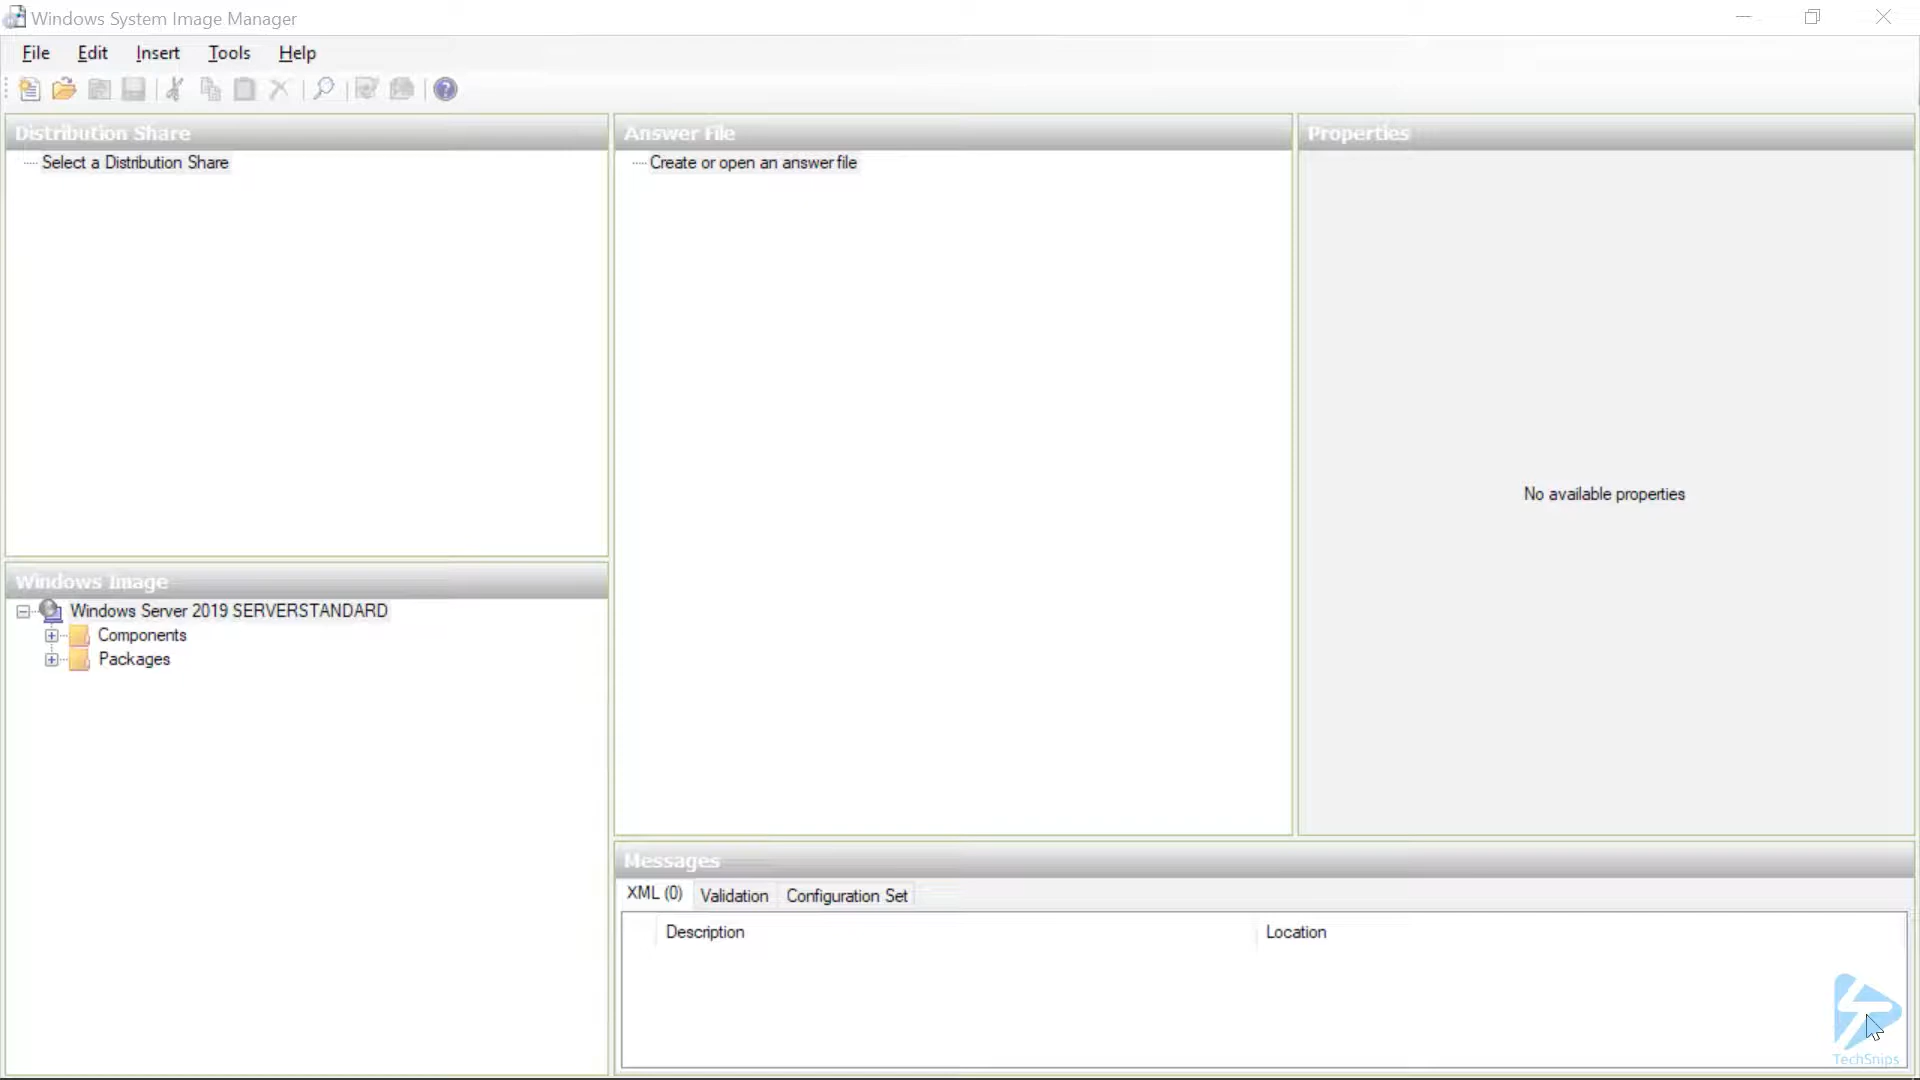 Windows System Image Manager
File Edit Insert Tools Help
Distribution Share
Select a Distribution Share
Answer File
Create or open an answer file
Properties
No available properties
Windows Image
Windows Server 2019 SERVERSTANDARD
Components
Packages
Messages
XML (0) Validation Configuration Set
Description Location
TechSnips